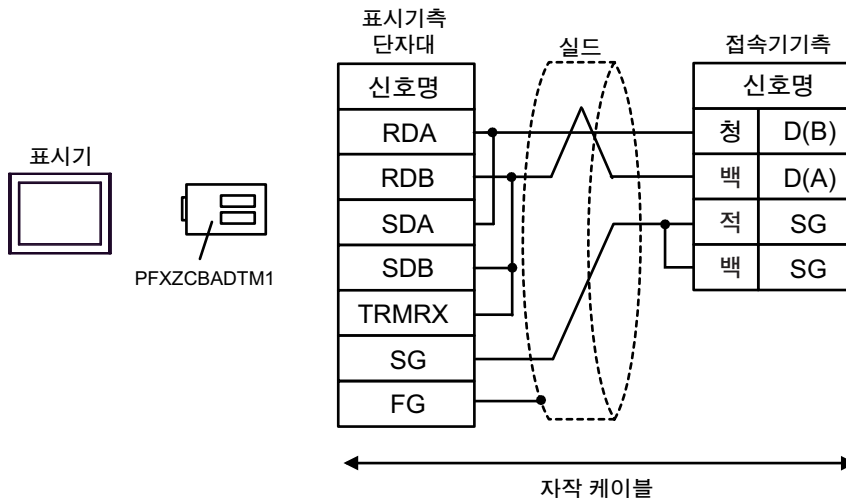 표시기
PFXZCBADTM1
표시기측
단자대
신호명
RDA
RDB
SDA
SDB
TRMRX
SG
FG
실드
접속기기측
신호명
청 D(B)
백 D(A)
적 SG
백 SG
자작 케이블